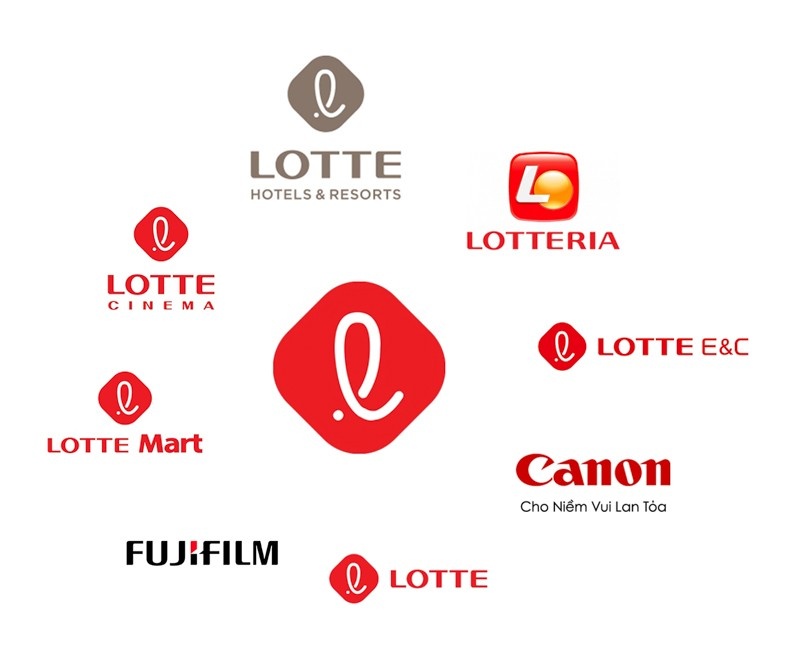 LOTTE
HOTELS & RESORTS
LOTTERIA
LOTTE
CINEMA
LOTTE E&C
LOTTE Mart
Canon
Cho Niềm Vui Lan Tỏa
FUJIFILM
LOTTE